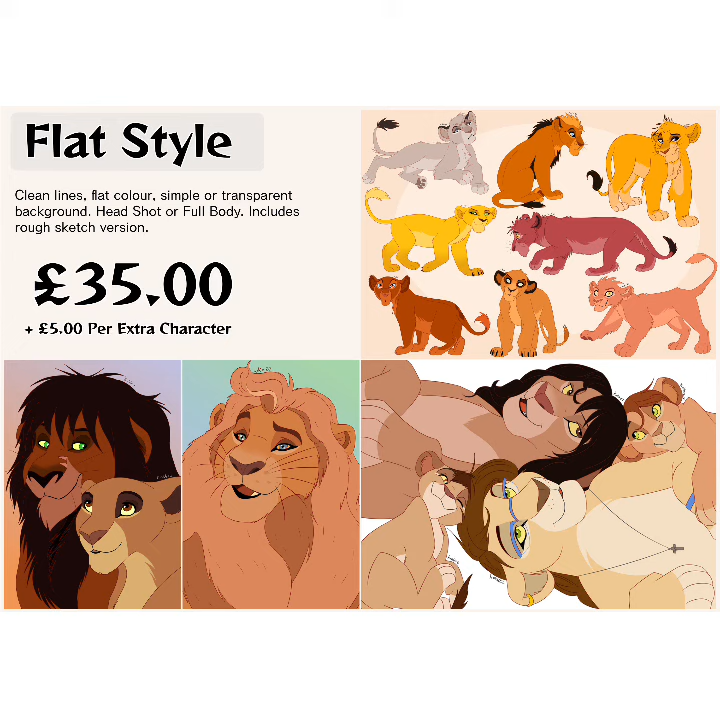 Flat Style
Clean lines, flat colour, simple or transparent
background. Head Shot or Full Body. Includes
rough sketch version.
£35.00
+ £5.00 Per Extra Character